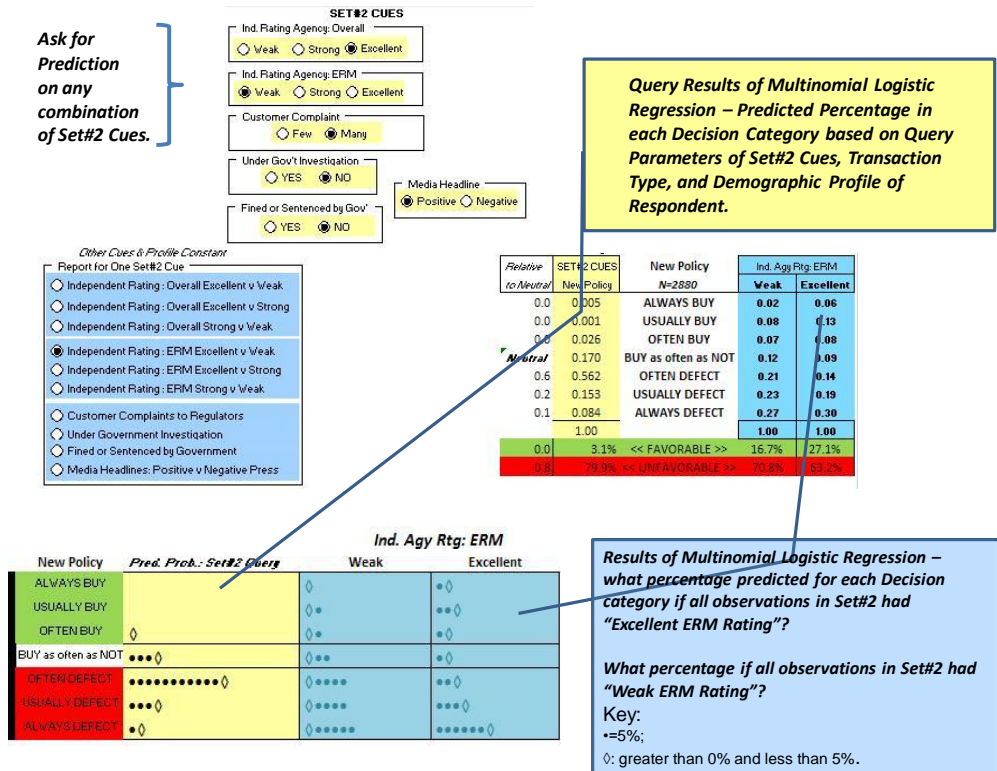 SET#2 CUES
Ask for
Prediction
on any
combination
of Set#2 Cues.
Ind. Rating Agency: Overall
Weak Strong Excellent
Ind. Rating Agency: ERM
Weak Strong Excellent
Customer Complaint
Few Many
Under Gov't Investigation
YES NO
Media Headline
Positive Negative
Fined or Sentenced by Gov'
YES NO
Query Results of Multinomial Logistic
Regression – Predicted Percentage in
each Decision Category based on Query
Parameters of Set#2 Cues, Transaction
Type, and Demographic Profile of
Respondent.
Other Cues & Profile Constant
Report for One Set#2 Cue
Independent Rating : Overall Excellent v Weak
Independent Rating : Overall Excellent v Strong
Independent Rating : Overall Strong v Weak
Independent Rating : ERM Excellent v Weak
Independent Rating : ERM Excellent v Strong
Independent Rating : ERM Strong v Weak
Customer Complaints to Regulators
Under Government Investigation
Fined or Sentenced by Government
Media Headlines: Positive v Negative Press
Relative SET#2 CUES New Policy Ind. Agy Rtg: ERM
to Neutral New Policy N=2880 Weak Excellent
0.0 0.005 ALWAYS BUY 0.02 0.06
0.0 0.001 USUALLY BUY 0.08 0.13
0.0 0.026 OFTEN BUY 0.07 0.08
Neutral 0.170 BUY as often as NOT 0.12 0.09
0.6 0.562 OFTEN DEFECT 0.21 0.14
0.2 0.153 USUALLY DEFECT 0.23 0.19
0.1 0.084 ALWAYS DEFECT 0.27 0.30
1.00 1.00 1.00
0.0 3.1% << FAVORABLE >> 16.7% 27.1%
0.8 79.9% << UNFAVORABLE >> 70.8% 63.2%
Ind. Agy Rtg: ERM
New Policy Pred. Prob.- Set#2 Query Weak Excellent
ALWAYS BUY ◊ •◊
USUALLY BUY ◊• ••◊
OFTEN BUY ◊ ◊• •◊
BUY as often as NOT •••◊ ◊•• •◊
OFTEN DEFECT •••••••••••◊ ◊•••• ••◊
USUALLY DEFECT •••◊ ◊•••• •••◊
ALWAYS DEFECT •◊ ◊••••• ••••••◊
Results of Multinomial Logistic Regression –
what percentage predicted for each Decision
category if all observations in Set#2 had
“Excellent ERM Rating”?
What percentage if all observations in Set#2 had
“Weak ERM Rating”?
Key:
•=5%;
◊: greater than 0% and less than 5%.